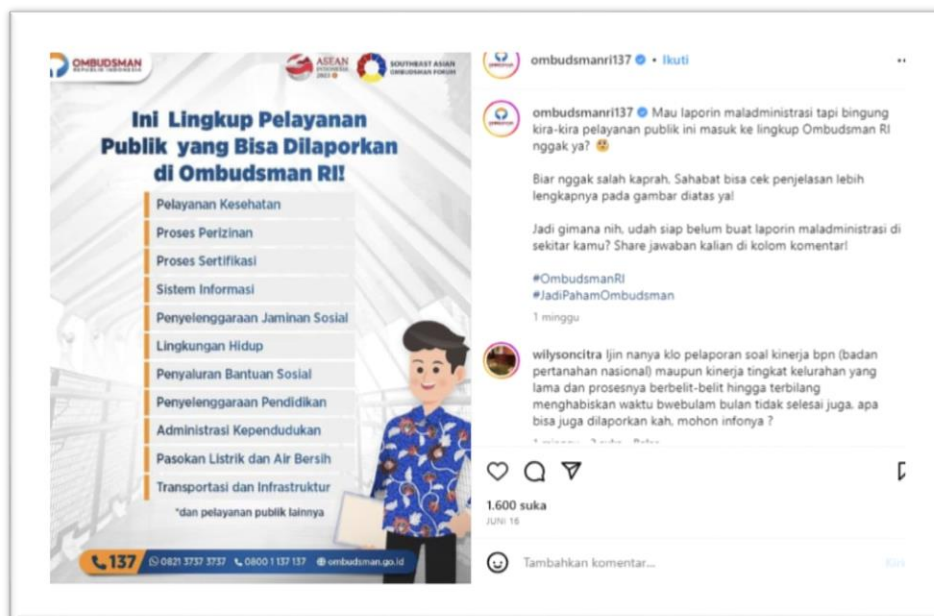 OMBUDSMAN
REPUBLIK INDONESIA
ASEAN
INDONESIA
2023
SOUTHEAST ASIAN
OMBUDSMAN FORUM
Ini Lingkup Pelayanan
Publik yang Bisa Dilaporkan
di Ombudsman RI!
Pelayanan Kesehatan
Proses Perizinan
Proses Sertifikasi
Sistem Informasi
Penyelenggaraan Jaminan Sosial
Lingkungan Hidup
Penyaluran Bantuan Sosial
Penyelenggaraan Pendidikan
Administrasi Kependudukan
Pasokan Listrik dan Air Bersih
Transportasi dan Infrastruktur
*dan pelayanan publik lainnya
137 0821 3737 3737 0800 1 137 137 ombudsman.go.id
ombudsmanri137 • Ikuti
ombudsmanri137 Mau laporin maladministrasi tapi bingung
kira-kira pelayanan publik ini masuk ke lingkup Ombudsman RI
nggak ya?
Biar nggak salah kaprah. Sahabat bisa cek penjelasan lebih
lengkapnya pada gambar diatas ya!
Jadi gimana nih, udah siap belum buat laporin maladministrasi di
sekitar kamu? Share jawaban kalian di kolom komentar!
#OmbudsmanRI
#JadiPahamOmbudsman
1 minggu
wilysoncitra Ijin nanya klo pelaporan soal kinerja bpn (badan
pertanahan nasional) maupun kinerja tingkat kelurahan yang
lama dan prosesnya berbelit-belit hingga terbilang
menghabiskan waktu bwebulam bulan tidak selesai juga, apa
bisa juga dilaporkan kah, mohon infonya ?
1.600 suka
JUNI 16
Tambahkan komentar...